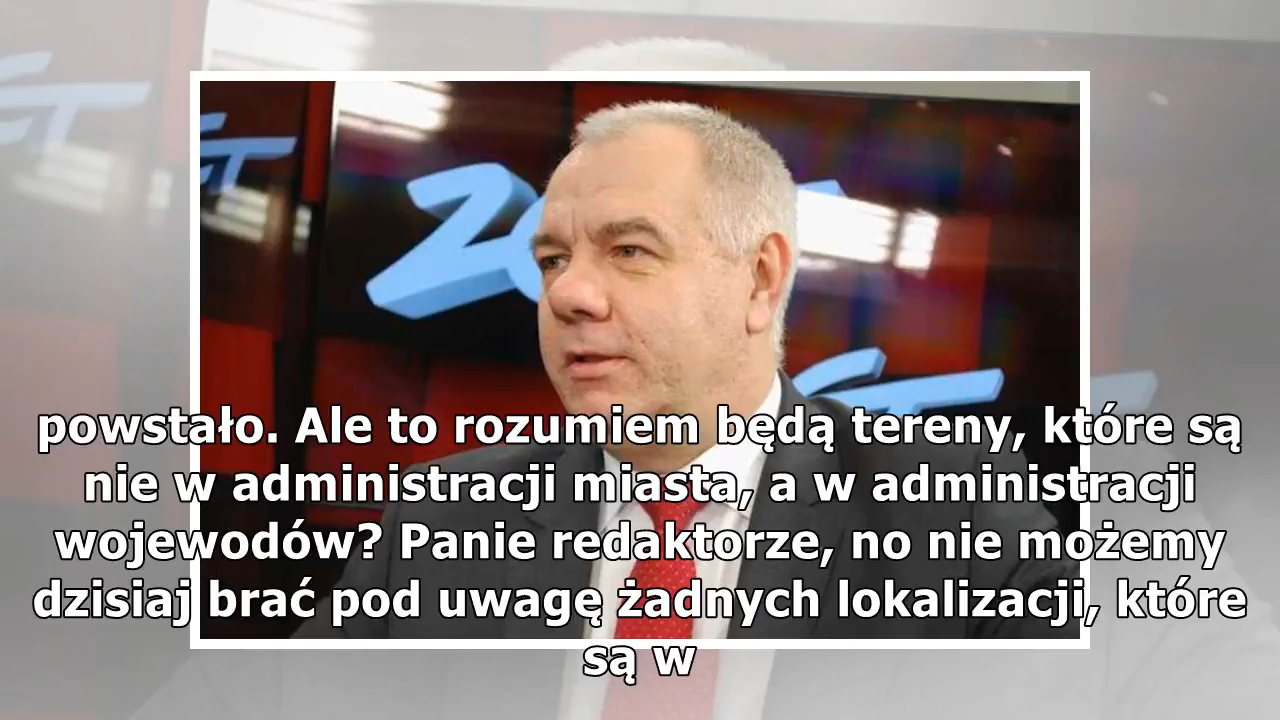 ZET
powstało. Ale to rozumiem będą tereny, które są
nie w administracji miasta, a w administracji
wojewodów? Panie redaktorze, no nie możemy
dzisiaj brać pod uwagę żadnych lokalizacji, które
są w